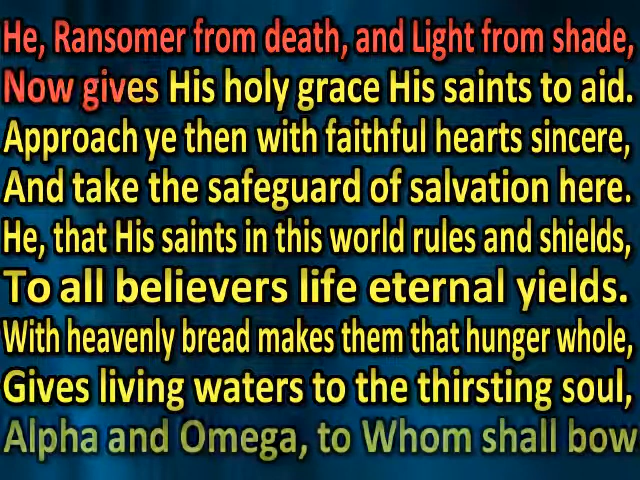 He, Ransomer from death, and Light from shade,
Now gives His holy grace His saints to aid.
Approach ye then with faithful hearts sincere,
And take the safeguard of salvation here.
He, that His saints in this world rules and shields,
To all believers life eternal yields.
With heavenly bread makes them that hunger whole,
Gives living waters to the thirsting soul,
Alpha and Omega, to Whom shall bow